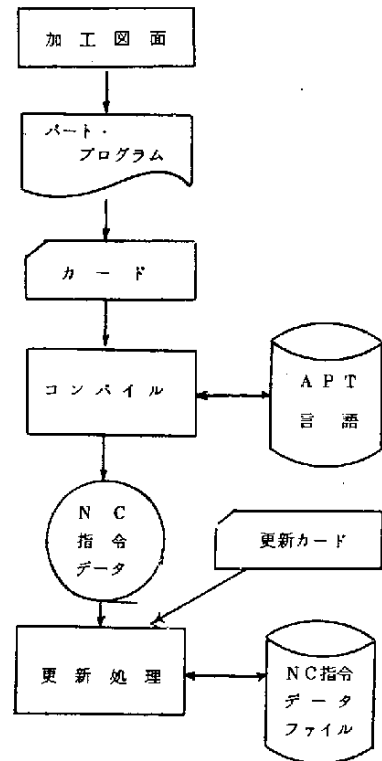 加工図面
パート・
プログラム
カード
コンパイル
APT
言語
NC
指令
データ
更新カード
更新処理
NC指令
データ
ファイル